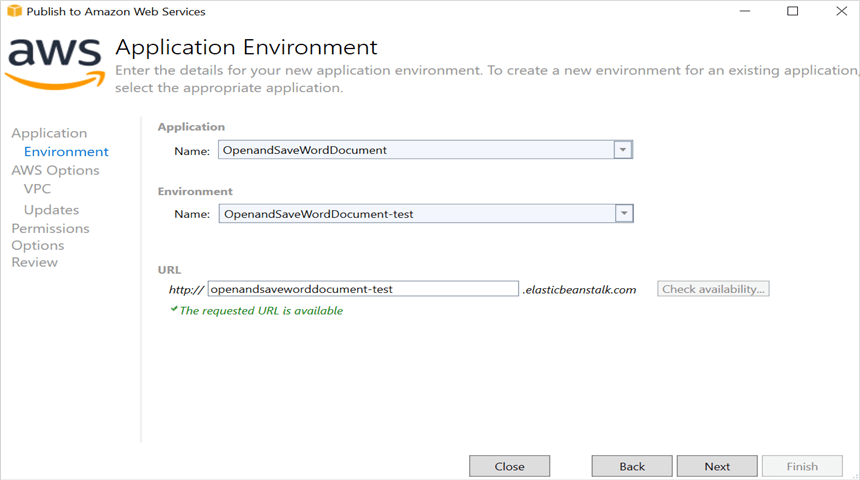 Publish to Amazon Web Services
aws
Application Environment
Enter the details for your new application environment. To create a new environment for an existing application,
select the appropriate application.
Application
Environment
AWS Options
VPC
Updates
Permissions
Options
Review
Application
Name: OpenandSaveWordDocument
Environment
Name: OpenandSaveWordDocument-test
URL
http:// openandsaveworddocument-test .elasticbeanstalk.com Check availability...
The requested URL is available
Close Back Next Finish